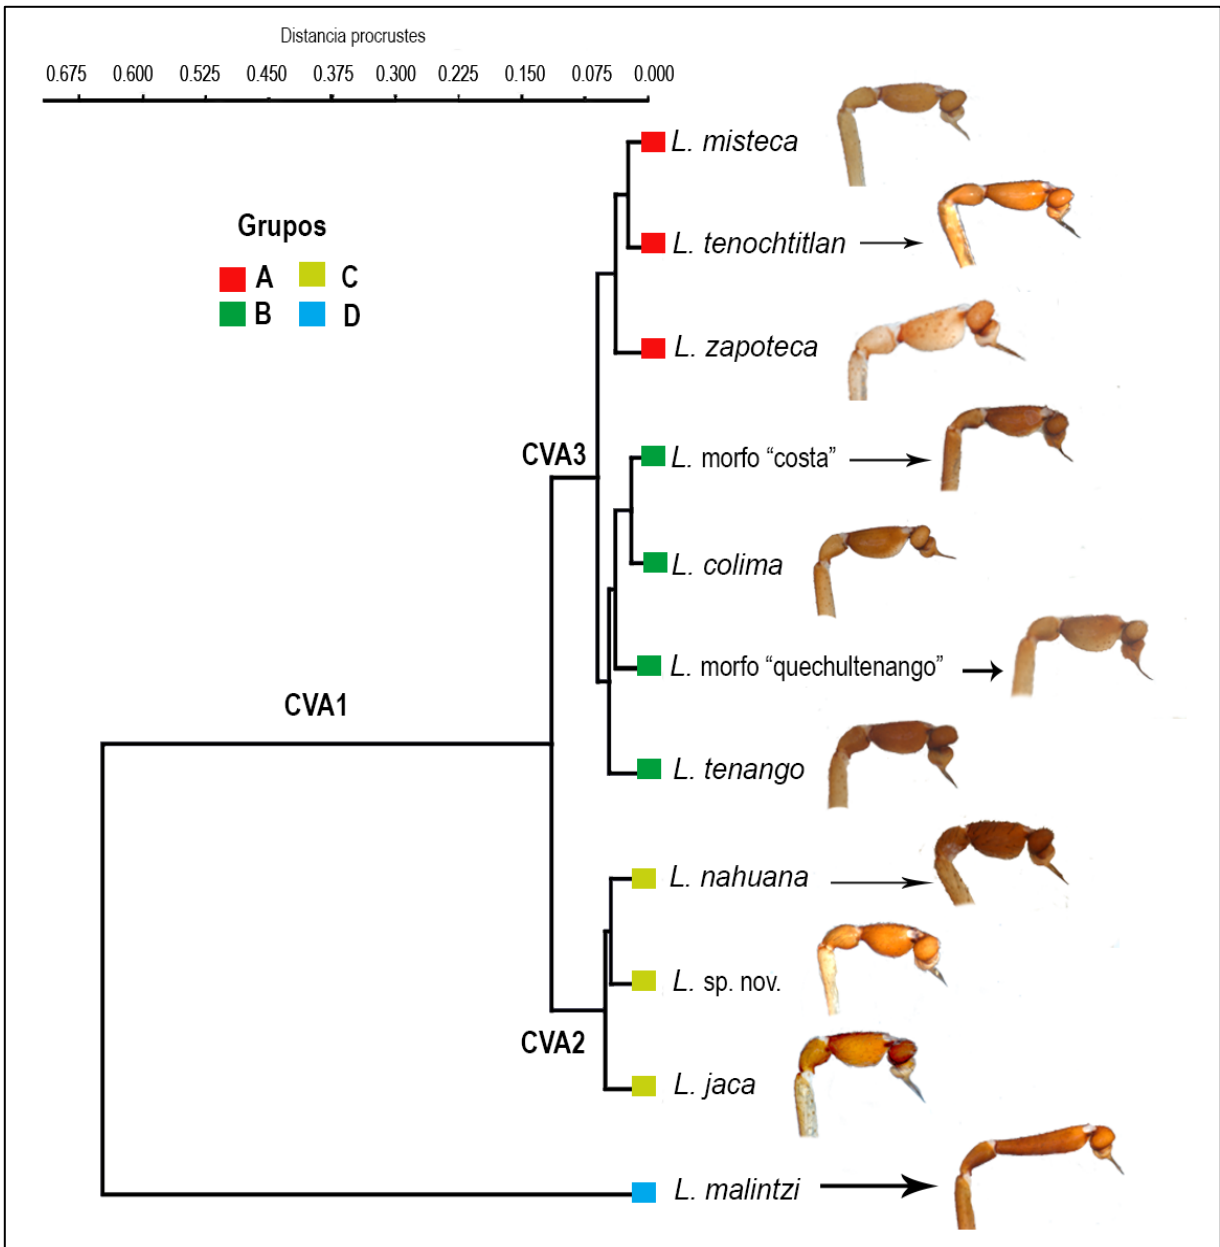 Distancia procrustes
0.675 0.600 0.525 0.450 0.375 0.300 0.225 0.150 0.075 0.000
L. misteca
Grupos
A C
B D
L. tenochtitlan
L. zapoteca
CVA3
L. morfo “costa”
L. colima
L. morfo “quechultenango”
CVA1
L. tenango
L. nahuana
L. sp. nov.
CVA2
L. jaca
L. malintzi